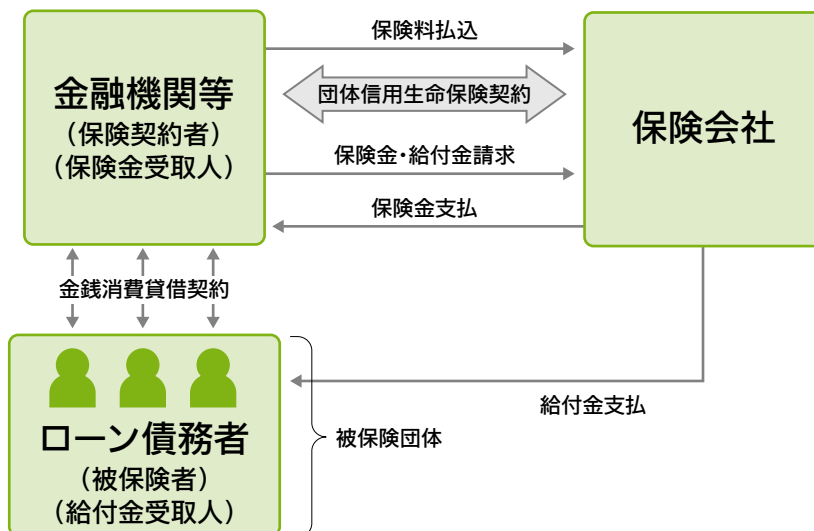 保険料払込
金融機関等
（保険契約者）
（保険金受取人）
団体信用生命保険契約
保険会社
保険金・給付金請求
保険金支払
金銭消費貸借契約
給付金支払
ローン債務者
（被保険者）
（給付金受取人）
被保険団体